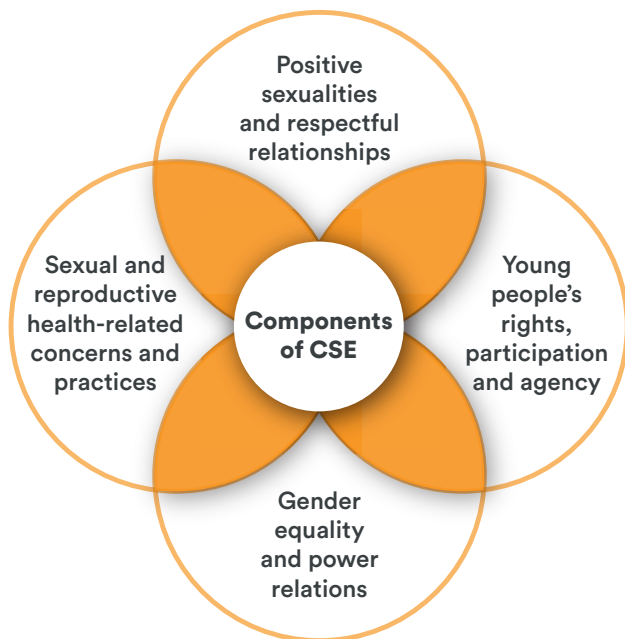 Positive
sexualities
and respectful
relationships
Sexual and
reproductive
health-related
concerns and
practices
Components
of CSE
Young
people’s
rights,
participation
and agency
Gender
equality
and power
relations